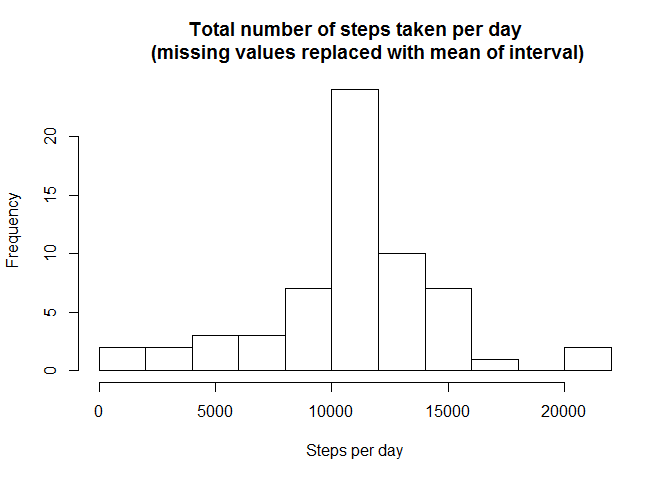 Total number of steps taken per day
(missing values replaced with mean of interval)
Frequency
20
15
10
5
0
0 5000 10000 15000 20000
Steps per day